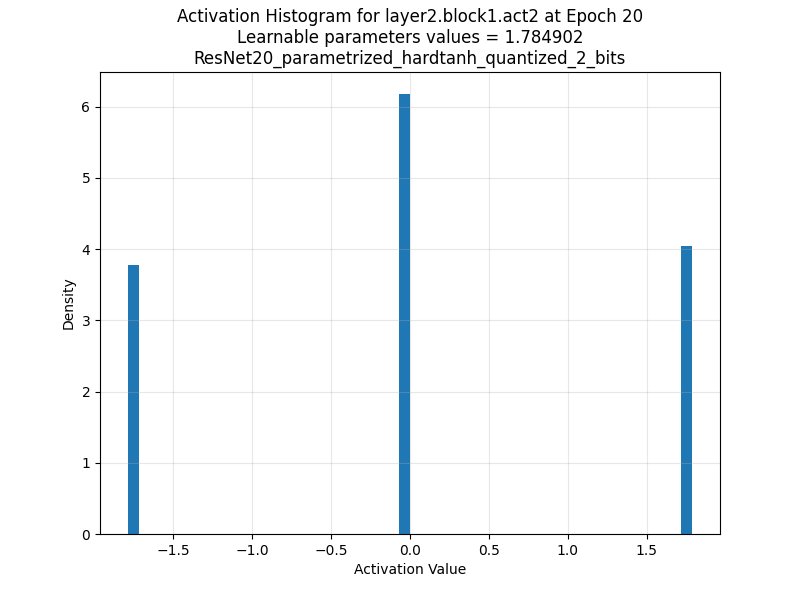 Activation Histogram for layer2.block1.act2 at Epoch 20
Learnable parameters values = 1.784902
ResNet20_parametrized_hardtanh_quantized_2_bits
6
5
4
3
2
1
0
Density
−1.5 −1.0 −0.5 0.0 0.5 1.0 1.5
Activation Value